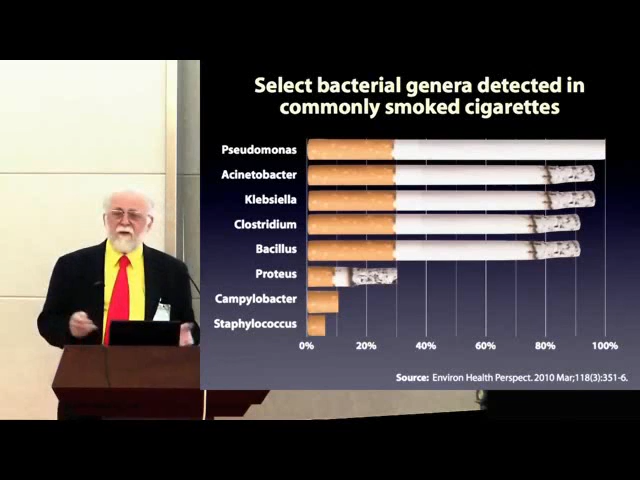 Select bacterial genera detected in
commonly smoked cigarettes
Pseudomonas
Acinetobacter
Klebsiella
Clostridium
Bacillus
Proteus
Campylobacter
Staphylococcus
0% 20% 40% 60% 80% 100%
Source: Environ Health Perspect. 2010 Mar;118(3):351-6.